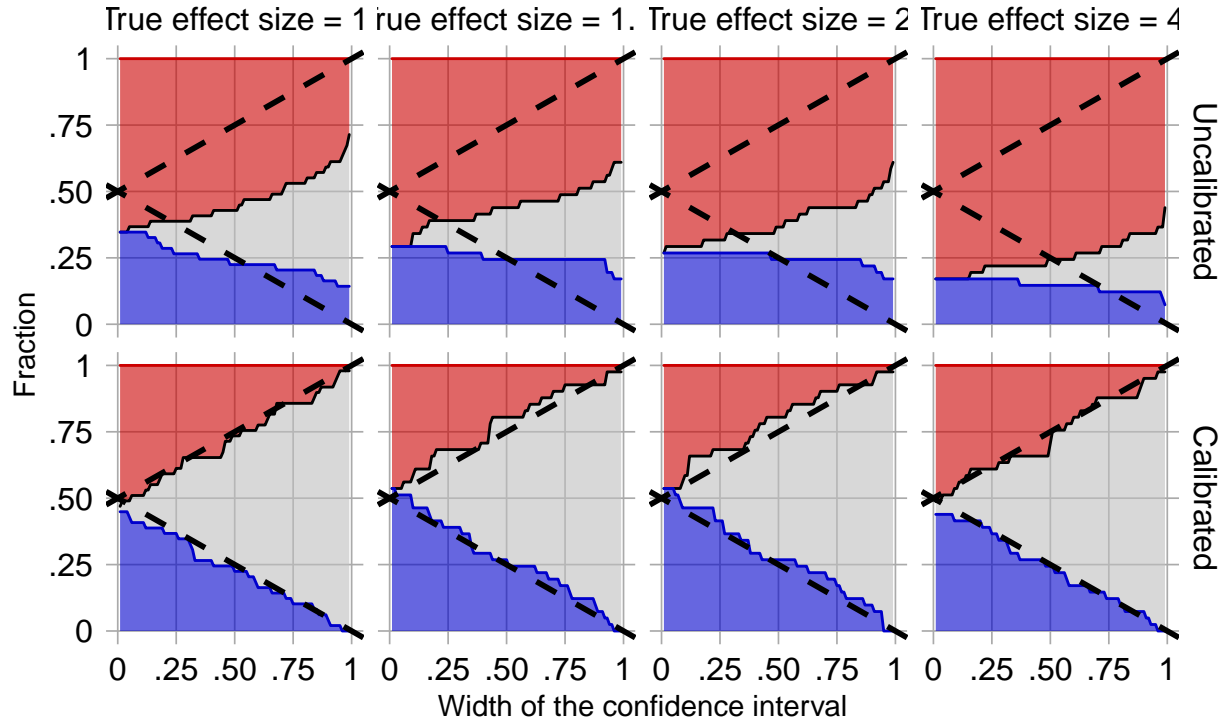 True effect size = 1
rue effect size = 1.
True effect size = 2
True effect size = 4
1
.75
.50
.25
0
Uncalibrated
Fraction
1
.75
.50
.25
0
Calibrated
0 .25 .50 .75 1
0 .25 .50 .75 1
0 .25 .50 .75 1
0 .25 .50 .75 1
Width of the confidence interval